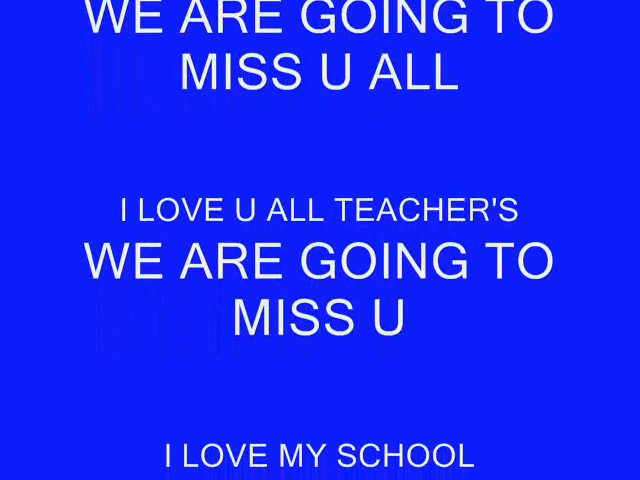 WE ARE GOING TO
MISS U ALL
I LOVE U ALL TEACHER'S
WE ARE GOING TO
MISS U
I LOVE MY SCHOOL